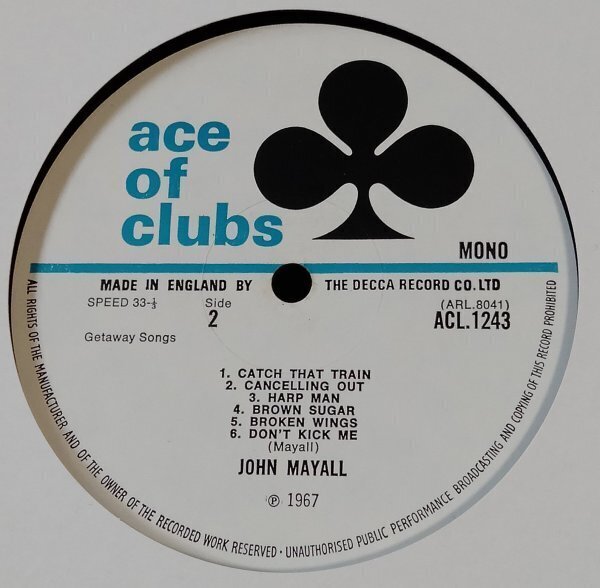 ace
of
clubs
MONO
MADE IN ENGLAND BY THE DECCA RECORD CO. LTD
SPEED 33-⅓ Side (ARL.8041)
2 ACL.1243
Getaway Songs
1. CATCH THAT TRAIN
2. CANCELLING OUT
3. HARP MAN
4. BROWN SUGAR
5. BROKEN WINGS
6. DON'T KICK ME
(Mayall)
JOHN MAYALL
℗ 1967
ALL RIGHTS OF THE MANUFACTURER AND OF THE OWNER OF THE RECORDED WORK RESERVED · UNAUTHORISED PUBLIC PERFORMANCE BROADCASTING AND COPYING OF THIS RECORD PROHIBITED